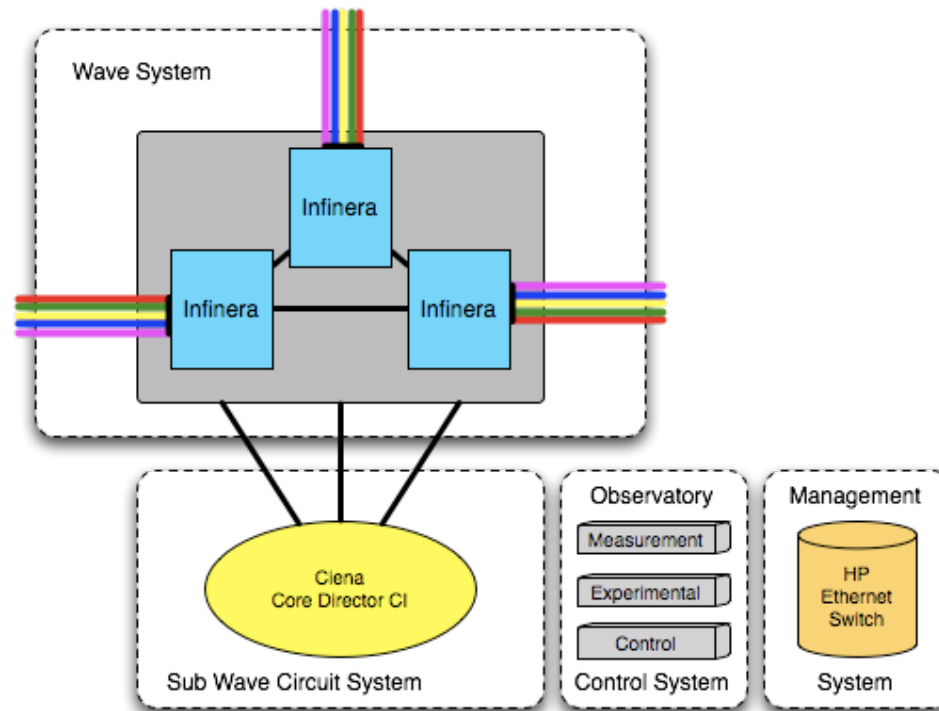 Wave System
Infinera
Infinera
Infinera
Ciena
Core Director CI
Sub Wave Circuit System
Observatory
Measurement
Experimental
Control
Control System
Management
HP
Ethernet
Switch
System